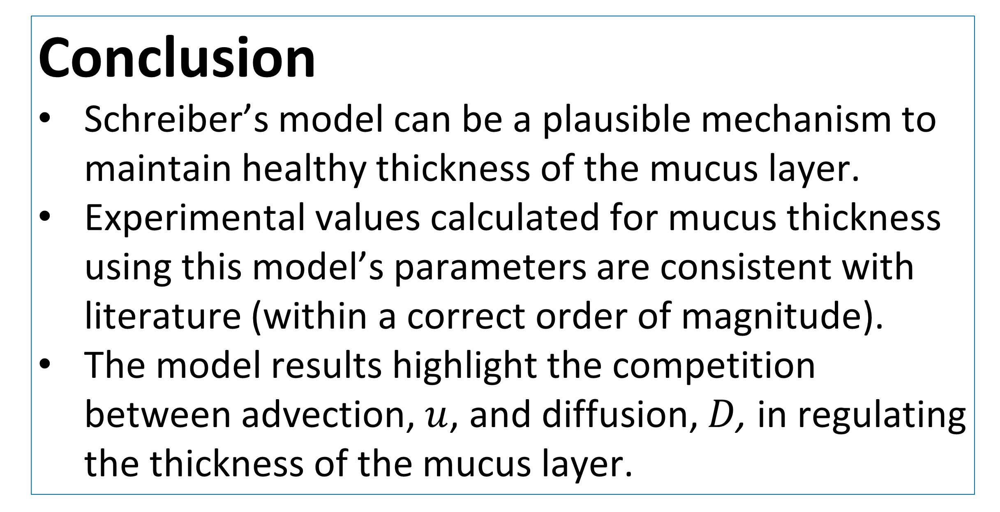 Conclusion
• Schreiber’s model can be a plausible mechanism to
maintain healthy thickness of the mucus layer.
• Experimental values calculated for mucus thickness
using this model’s parameters are consistent with
literature (within a correct order of magnitude).
• The model results highlight the competition
between advection, 𝑢, and diffusion, 𝐷, in regulating
the thickness of the mucus layer.